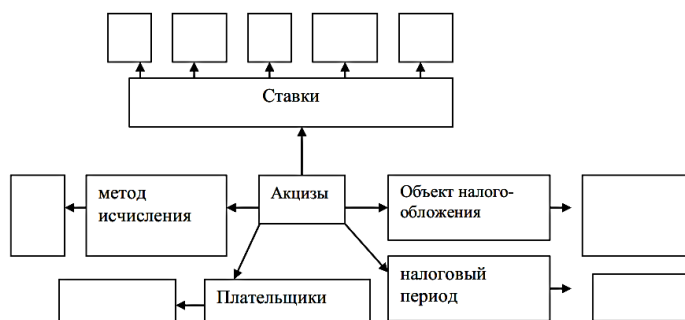 Ставки
метод
исчисления
Акцизы
Объект налого-
обложения
Плательщики
налоговый
период